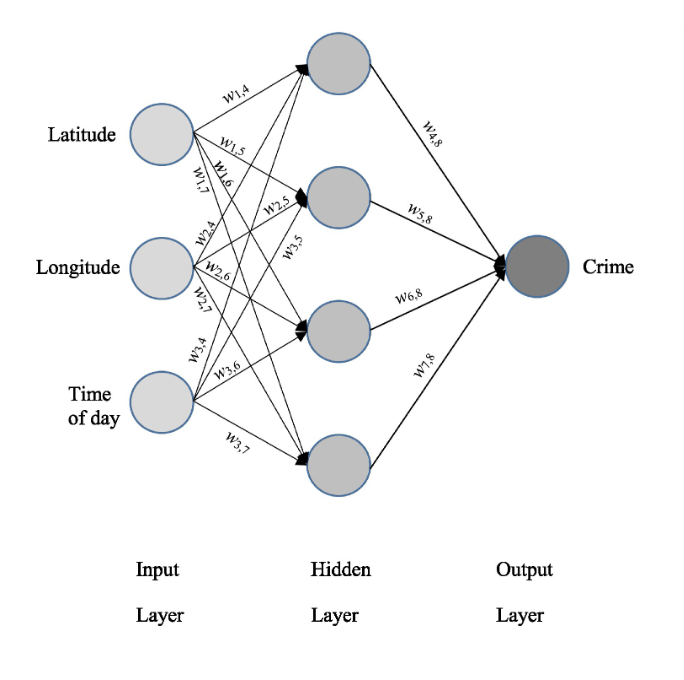 w1,4
w4,8
Latitude
w1,5
w1,6
w1,7
w2,5
w5,8
w2,4
w3,5
Longitude
w2,6
Crime
w2,7
w6,8
w3,4
w3,6
w7,8
Time
of day
w3,7
Input Hidden Output
Layer Layer Layer